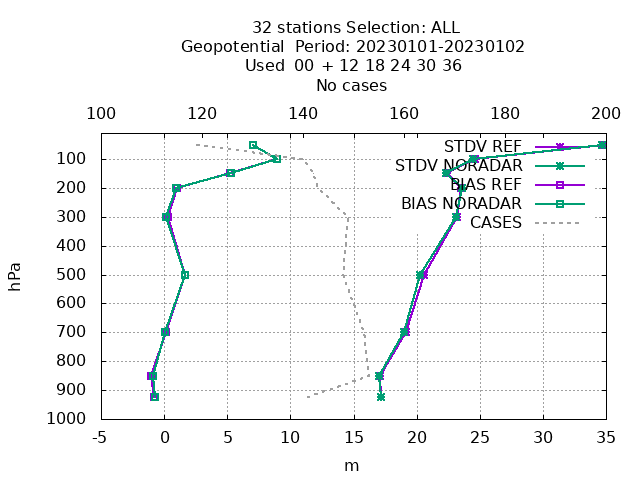 32 stations Selection: ALL
Geopotential  Period: 20230101-20230102
Used  00 + 12 18 24 30 36
No cases
100 120 140 160 180 200
STDV REF
100
STDV NORADAR
BIAS REF
200
BIAS NORADAR
300
CASES
400
hPa
500
600
700
800
900
1000
-5 0 5 10 15 20 25 30 35
m